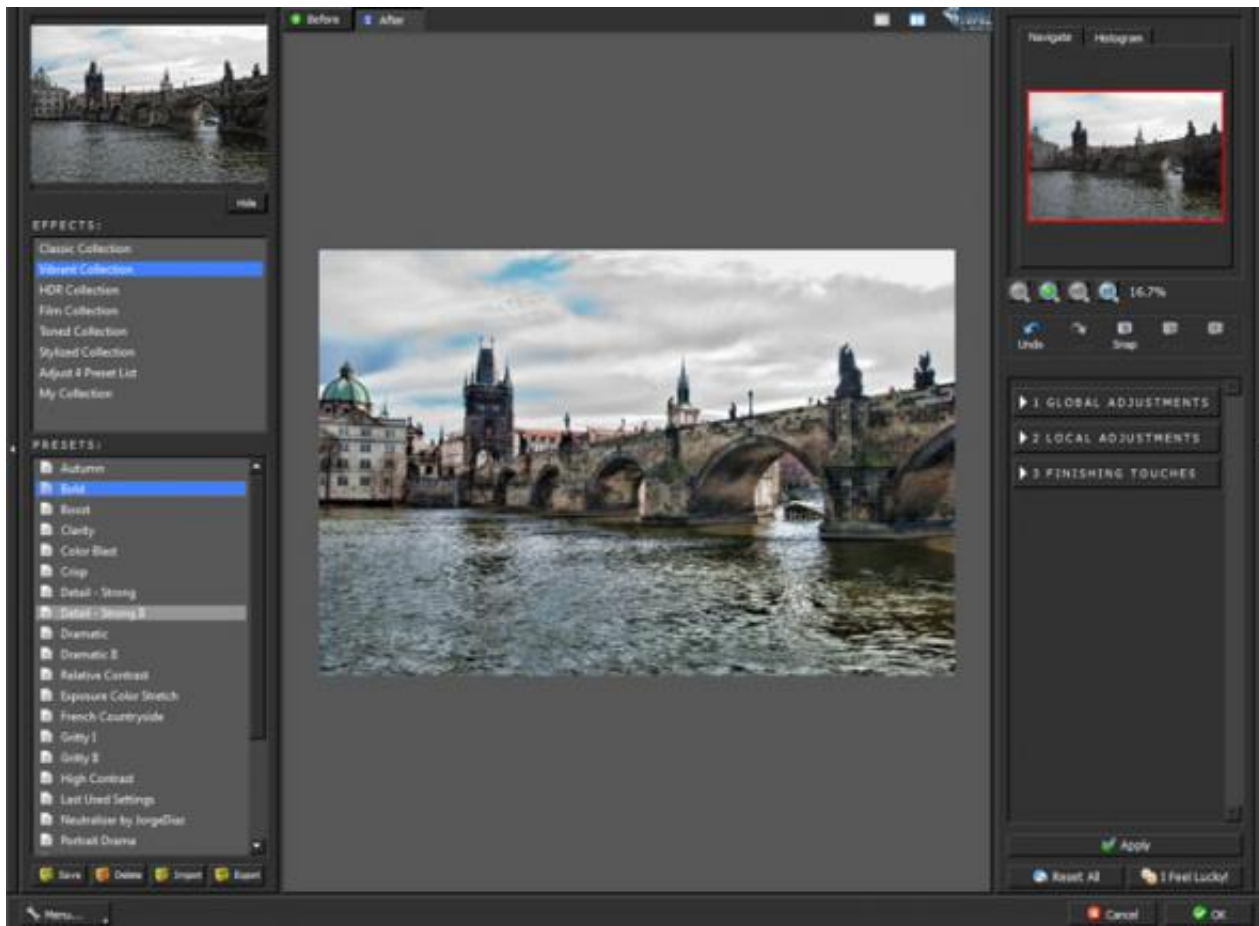 Before
After
Hide
EFFECTS:
Classic Collection
Vibrant Collection
HDR Collection
Film Collection
Toned Collection
Stylized Collection
Adjust 4 Preset List
My Collection
PRESETS:
Autumn
Bold
Boost
Clarity
Color Blast
Crisp
Detail - Strong
Detail - Strong II
Dramatic
Dramatic II
Relative Contrast
Exposure Color Stretch
French Countryside
Gritty I
Gritty II
High Contrast
Last Used Settings
Neutralizer by JorgeDiaz
Portrait Drama
Save Delete Import Export
Menu...
Navigate Histogram
16.7%
Undo Snap
1 GLOBAL ADJUSTMENTS
2 LOCAL ADJUSTMENTS
3 FINISHING TOUCHES
Apply
Reset All I Feel Lucky!
Cancel OK